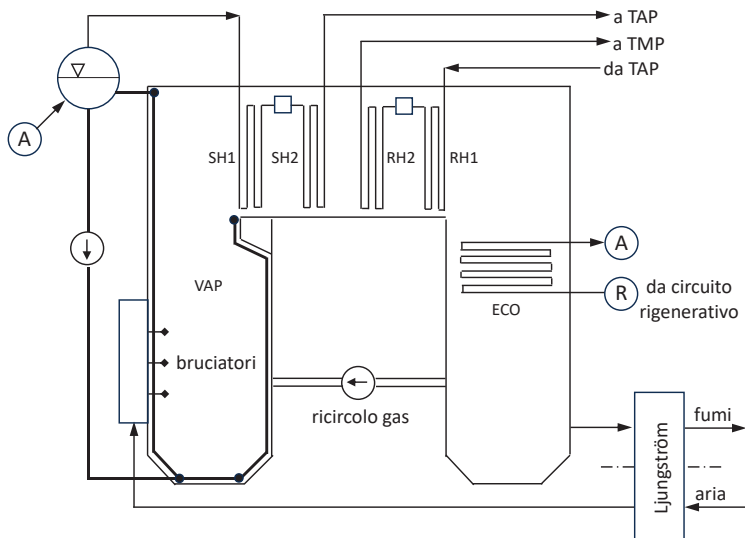 a TAP
a TMP
da TAP
A
SH1
SH2
RH2
RH1
A
VAP
R
da circuito
rigenerativo
ECO
bruciatori
ricircolo gas
Ljungström
fumi
aria